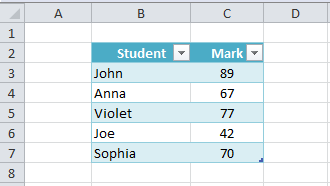 A B C D
1
2 Student Mark
3 John 89
4 Anna 67
5 Violet 77
6 Joe 42
7 Sophia 70
8